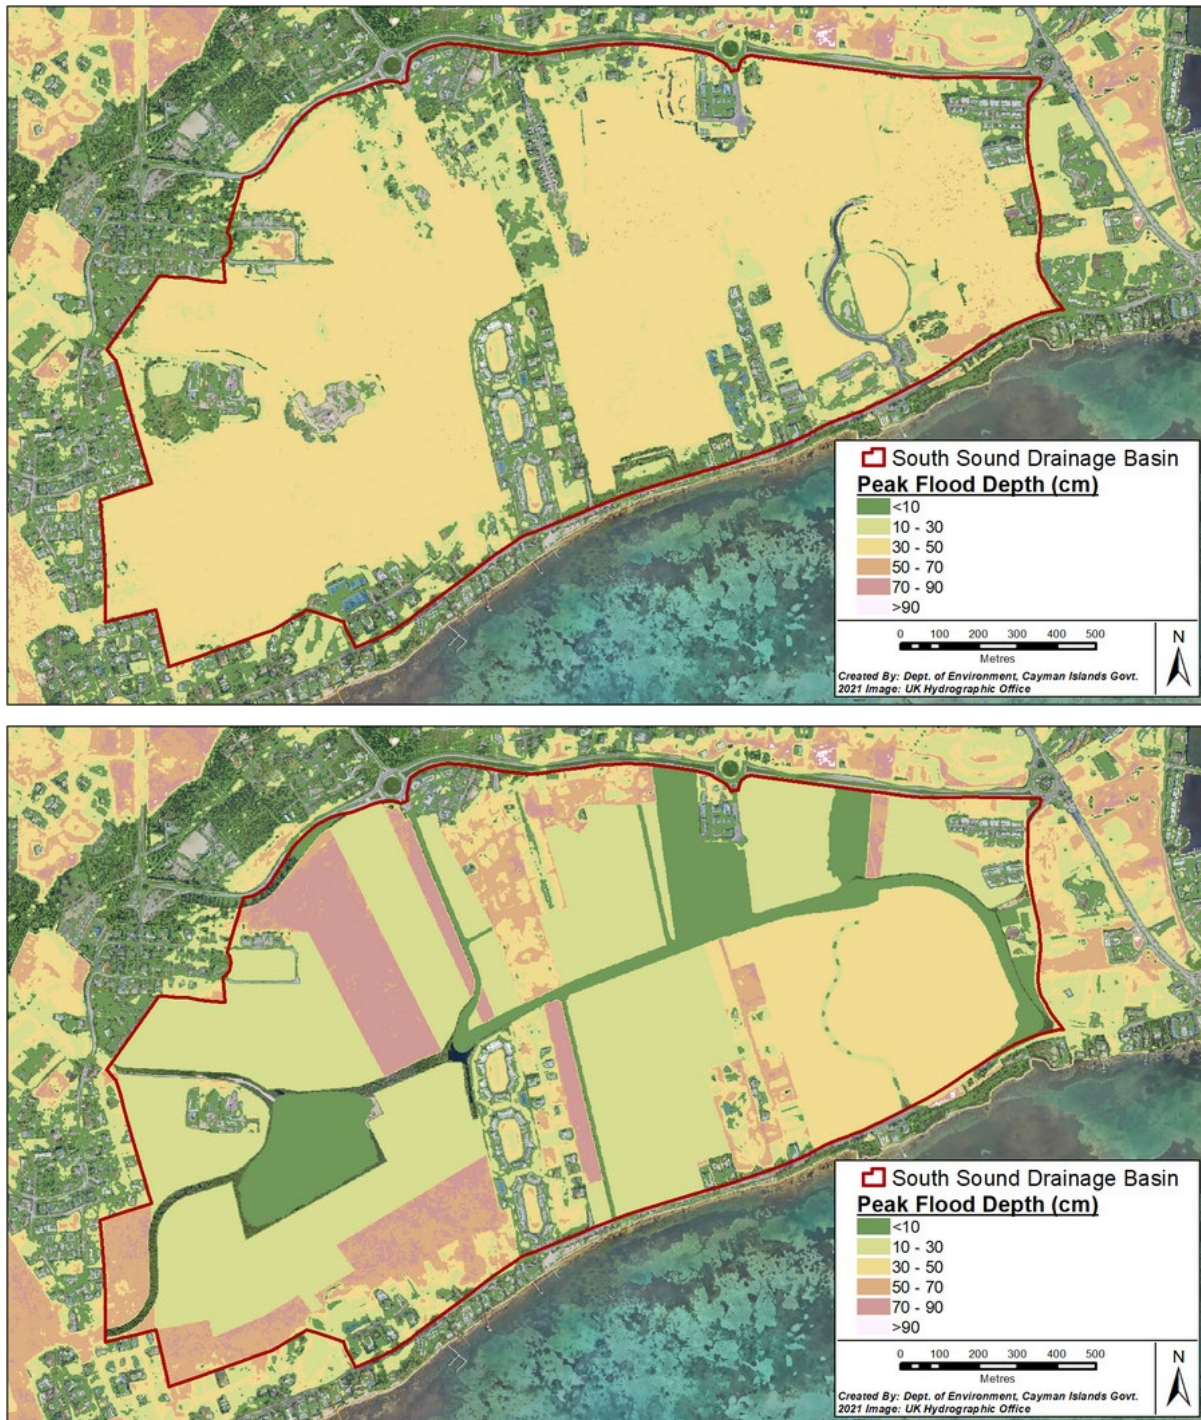 South Sound Drainage Basin
Peak Flood Depth (cm)
<10
10 - 30
30 - 50
50 - 70
70 - 90
>90
0 100 200 300 400 500
Metres
N
Created By: Dept. of Environment, Cayman Islands Govt.
2021 Image: UK Hydrographic Office
South Sound Drainage Basin
Peak Flood Depth (cm)
<10
10 - 30
30 - 50
50 - 70
70 - 90
>90
0 100 200 300 400 500
Metres
N
Created By: Dept. of Environment, Cayman Islands Govt.
2021 Image: UK Hydrographic Office